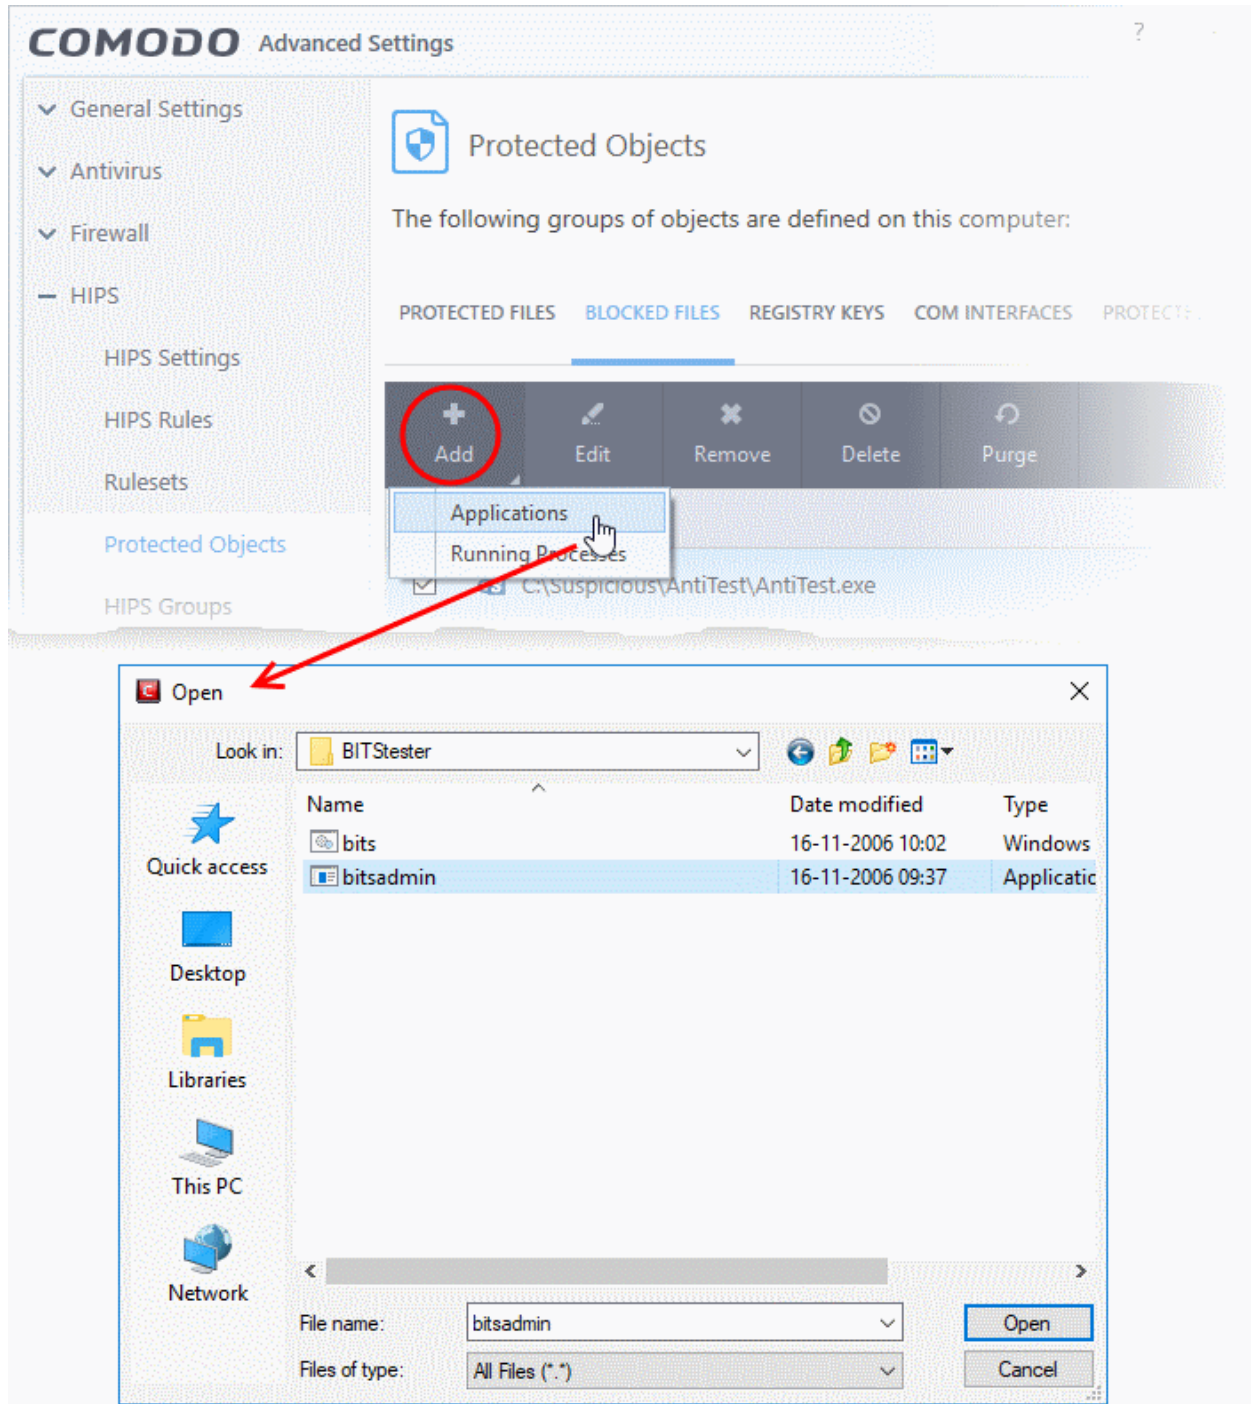 COMODO Advanced Settings
?
General Settings
Antivirus
Firewall
HIPS
HIPS Settings
HIPS Rules
Rulesets
Protected Objects
HIPS Groups
Protected Objects
The following groups of objects are defined on this computer:
PROTECTED FILES BLOCKED FILES REGISTRY KEYS COM INTERFACES
Add Edit Remove Delete Purge
Applications
Running Processes
C:\Suspicious\AntiTest\AntiTest.exe
Open
Look in: BITStester
Name Date modified Type
bits 16-11-2006 10:02 Windows
bitsadmin 16-11-2006 09:37 Applicatic
Quick access
Desktop
Libraries
This PC
Network
File name: bitsadmin Open
Files of type: All Files (*.*) Cancel